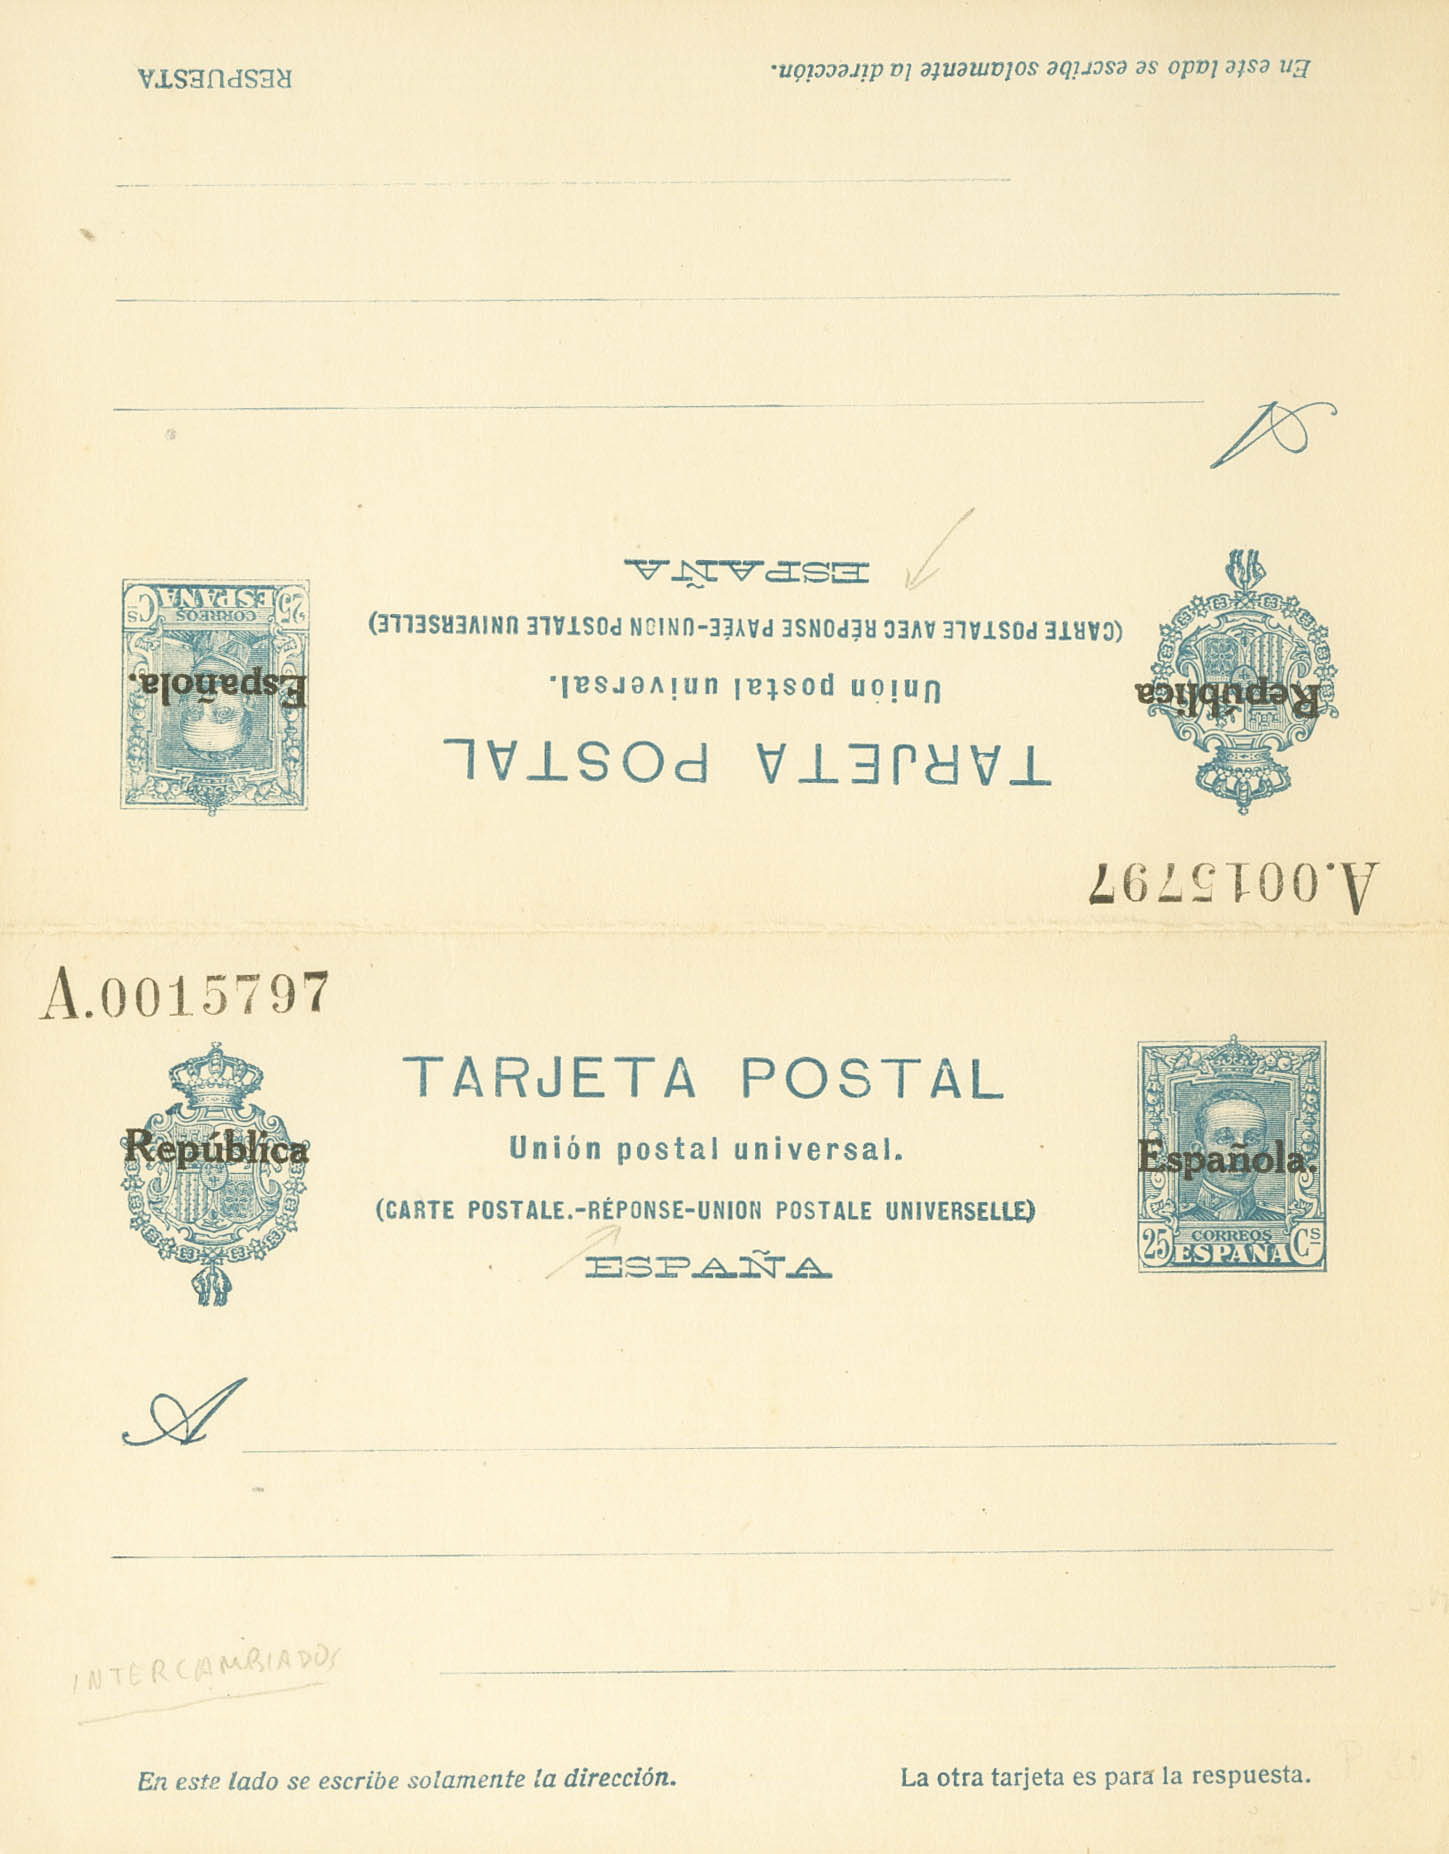 RESPUESTA
En este lado se escribe solamente la dirección.
A
ESPAÑA
(CARTE POSTALE AVEC RÉPONSE PAYÉE-UNION POSTALE UNIVERSELLE)
Unión postal universal.
TARJETA POSTAL
República
Española.
CORREOS
ESPAÑA
25 Cs
A.0015797
A.0015797
TARJETA POSTAL
Unión postal universal.
(CARTE POSTALE.-RÉPONSE-UNION POSTALE UNIVERSELLE)
ESPAÑA
República
Española.
CORREOS
25 ESPAÑA Cs
A
INTERCAMBIADOS
En este lado se escribe solamente la dirección.
La otra tarjeta es para la respuesta.